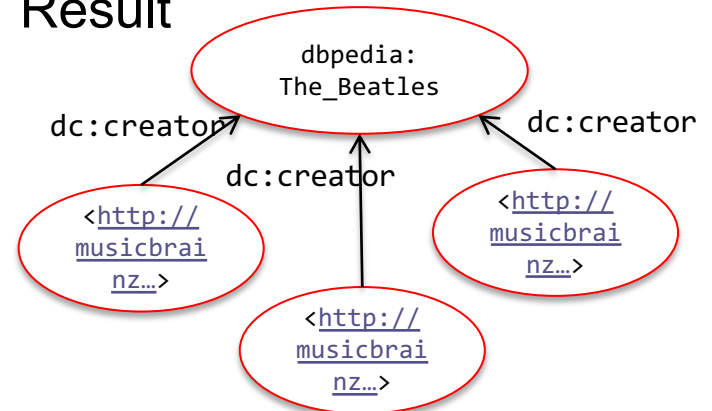 Result
dbpedia:
The_Beatles
dc:creator
dc:creator
dc:creator
<http://
musicbrai
nz…>
<http://
musicbrai
nz…>
<http://
musicbrai
nz…>